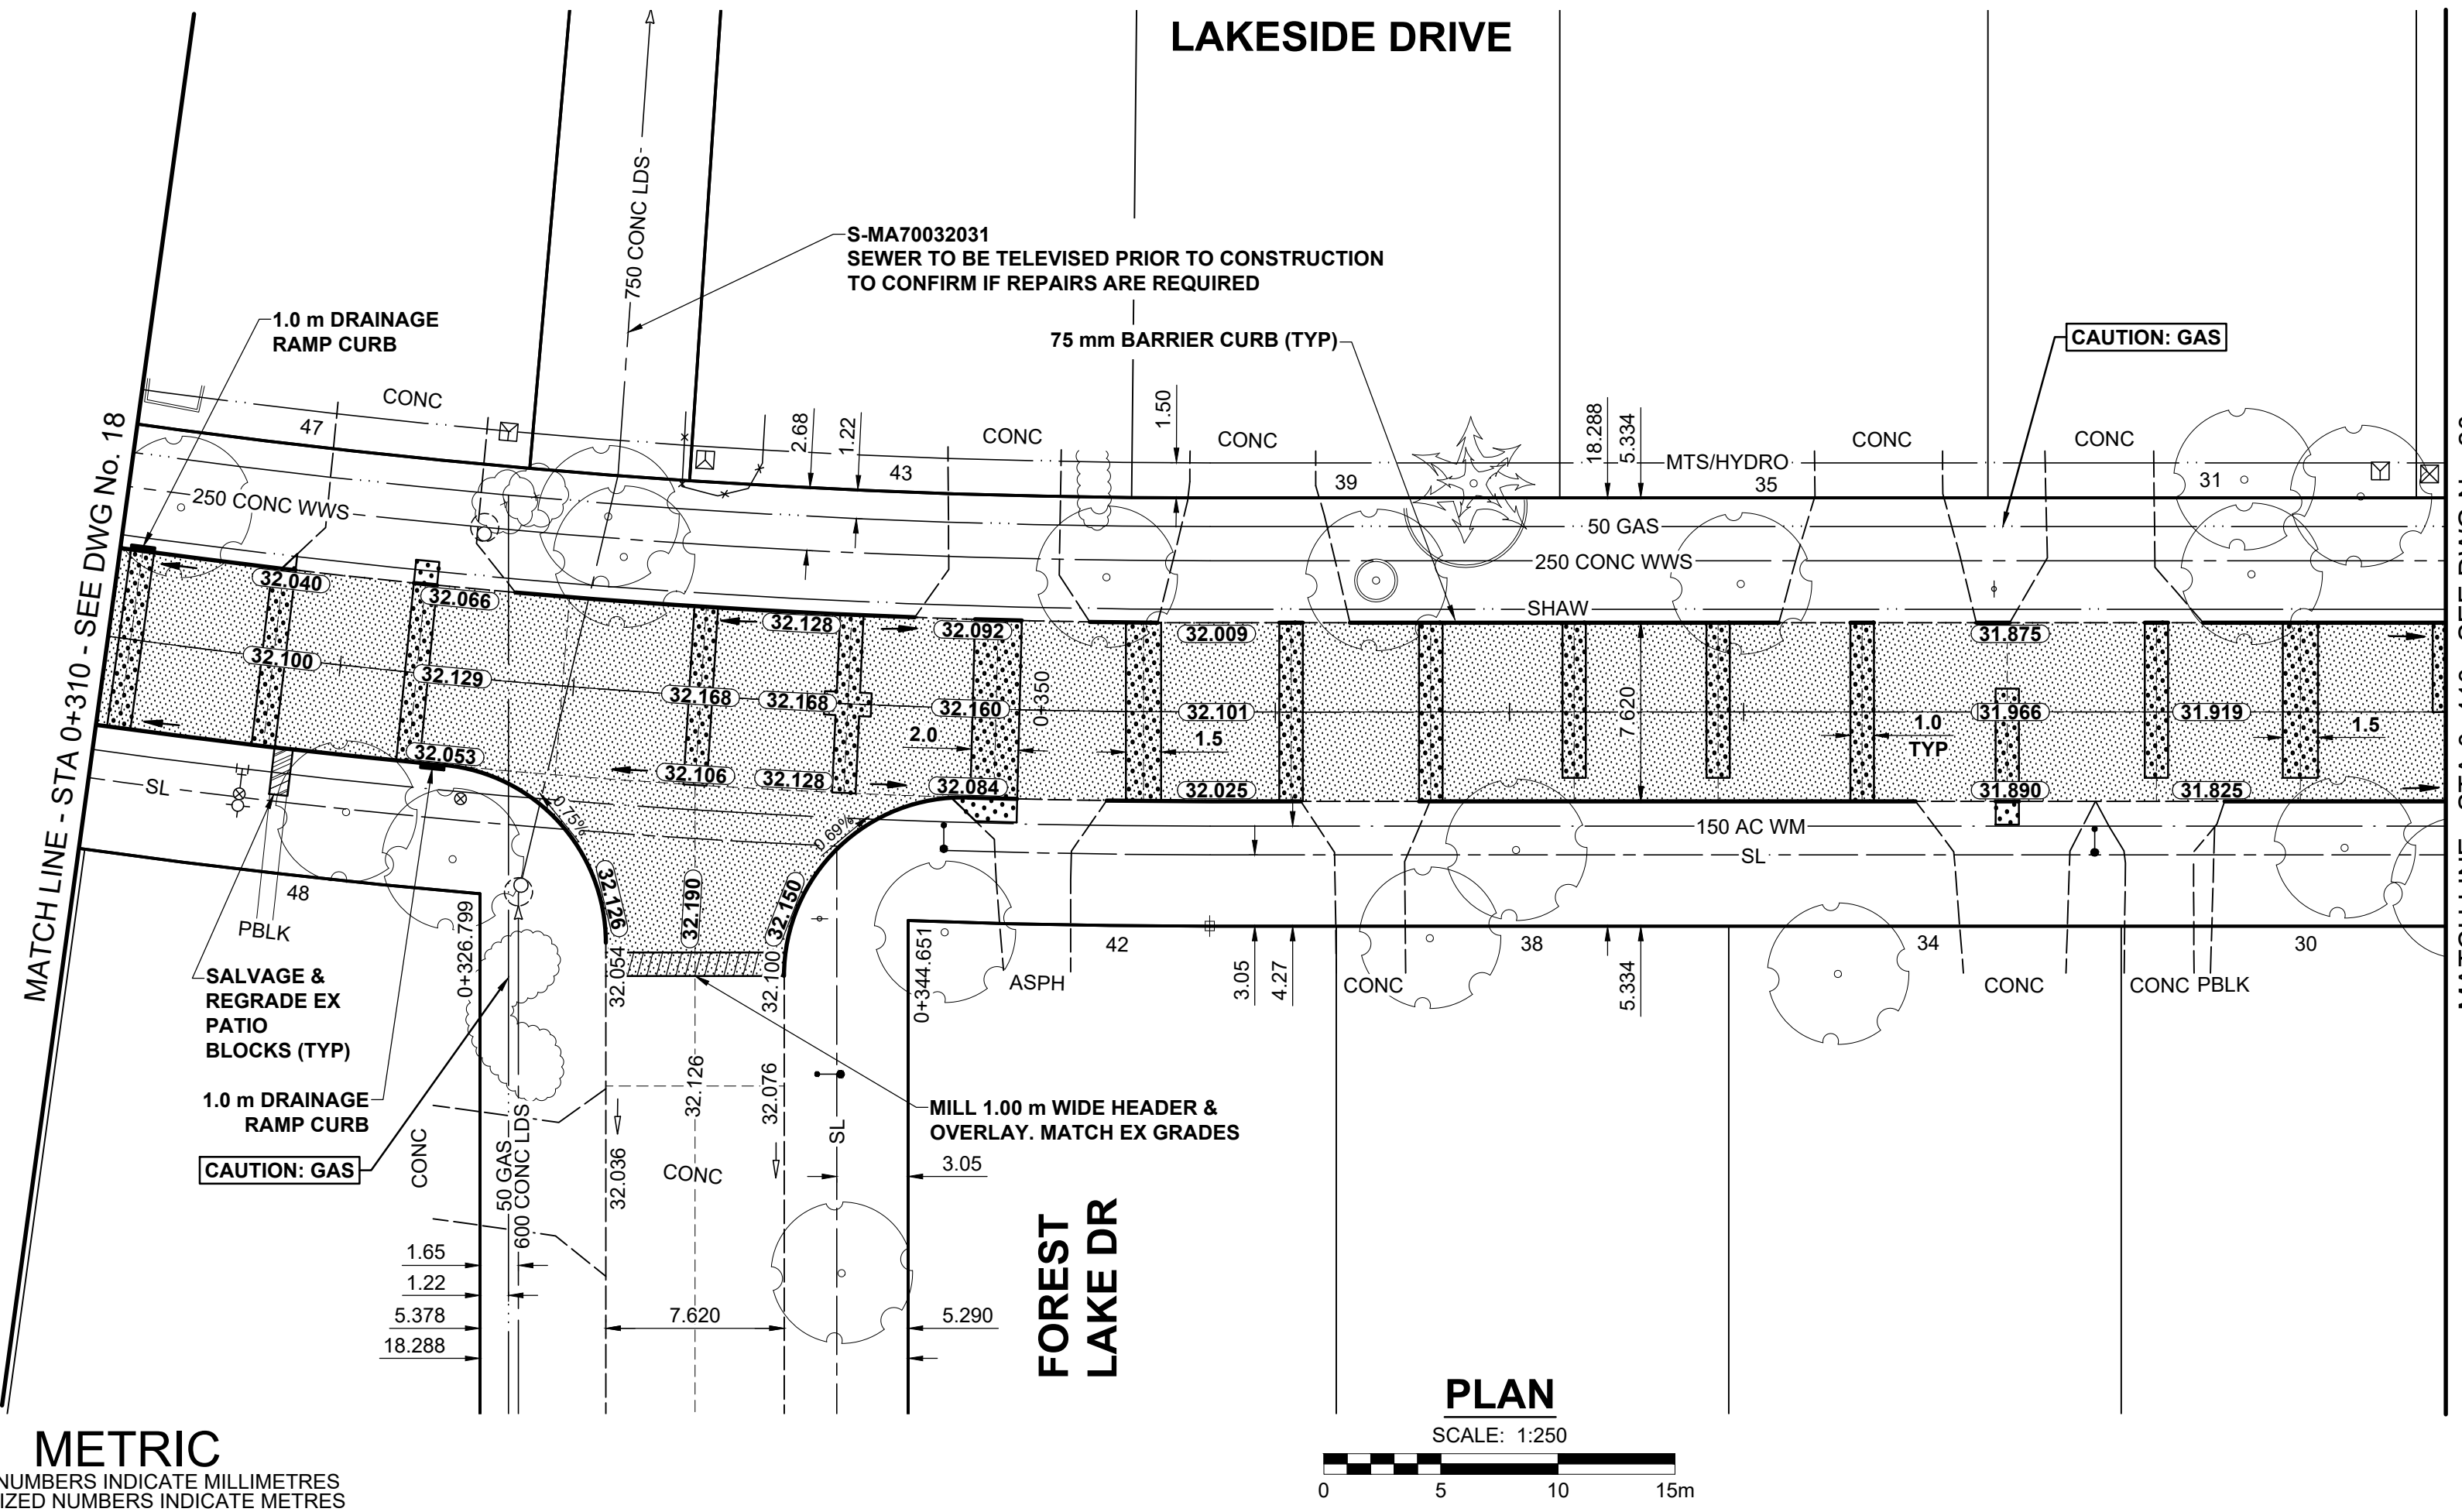 LAKESIDE DRIVE
750 CONC LDS
S-MA70032031
SEWER TO BE TELEVISED PRIOR TO CONSTRUCTION
TO CONFIRM IF REPAIRS ARE REQUIRED
1.0 m DRAINAGE
RAMP CURB
75 mm BARRIER CURB (TYP)
CAUTION: GAS
MATCH LINE - STA 0+310 - SEE DWG No. 18
CONC
47
2.68
1.22
43
CONC
1.50
CONC
39
18.288
5.334
MTS/HYDRO
35
CONC
CONC
31
250 CONC WWS
50 GAS
250 CONC WWS
SHAW
32.040
32.066
32.128
32.092
32.009
31.875
32.100
32.129
32.168
32.168
32.160
0+350
32.101
7.620
1.0
TYP
31.966
31.919
2.0
1.5
1.5
32.053
32.106
32.128
32.084
32.025
31.890
31.825
SL
0.75%
0.69%
150 AC WM
SL
48
PBLK
32.126
32.190
32.150
0+326.799
32.054
32.100
0+344.651
42
38
34
30
ASPH
3.05
4.27
CONC
5.334
CONC
CONC
PBLK
SALVAGE &
REGRADE EX
PATIO
BLOCKS (TYP)
1.0 m DRAINAGE
RAMP CURB
CAUTION: GAS
CONC
50 GAS
600 CONC LDS
32.036
32.126
32.076
CONC
SL
MILL 1.00 m WIDE HEADER &
OVERLAY. MATCH EX GRADES
3.05
1.65
1.22
5.378
7.620
5.290
18.288
FOREST
LAKE DR
PLAN
SCALE: 1:250
0 5 10 15m
METRIC
NUMBERS INDICATE MILLIMETRES
IZED NUMBERS INDICATE METRES